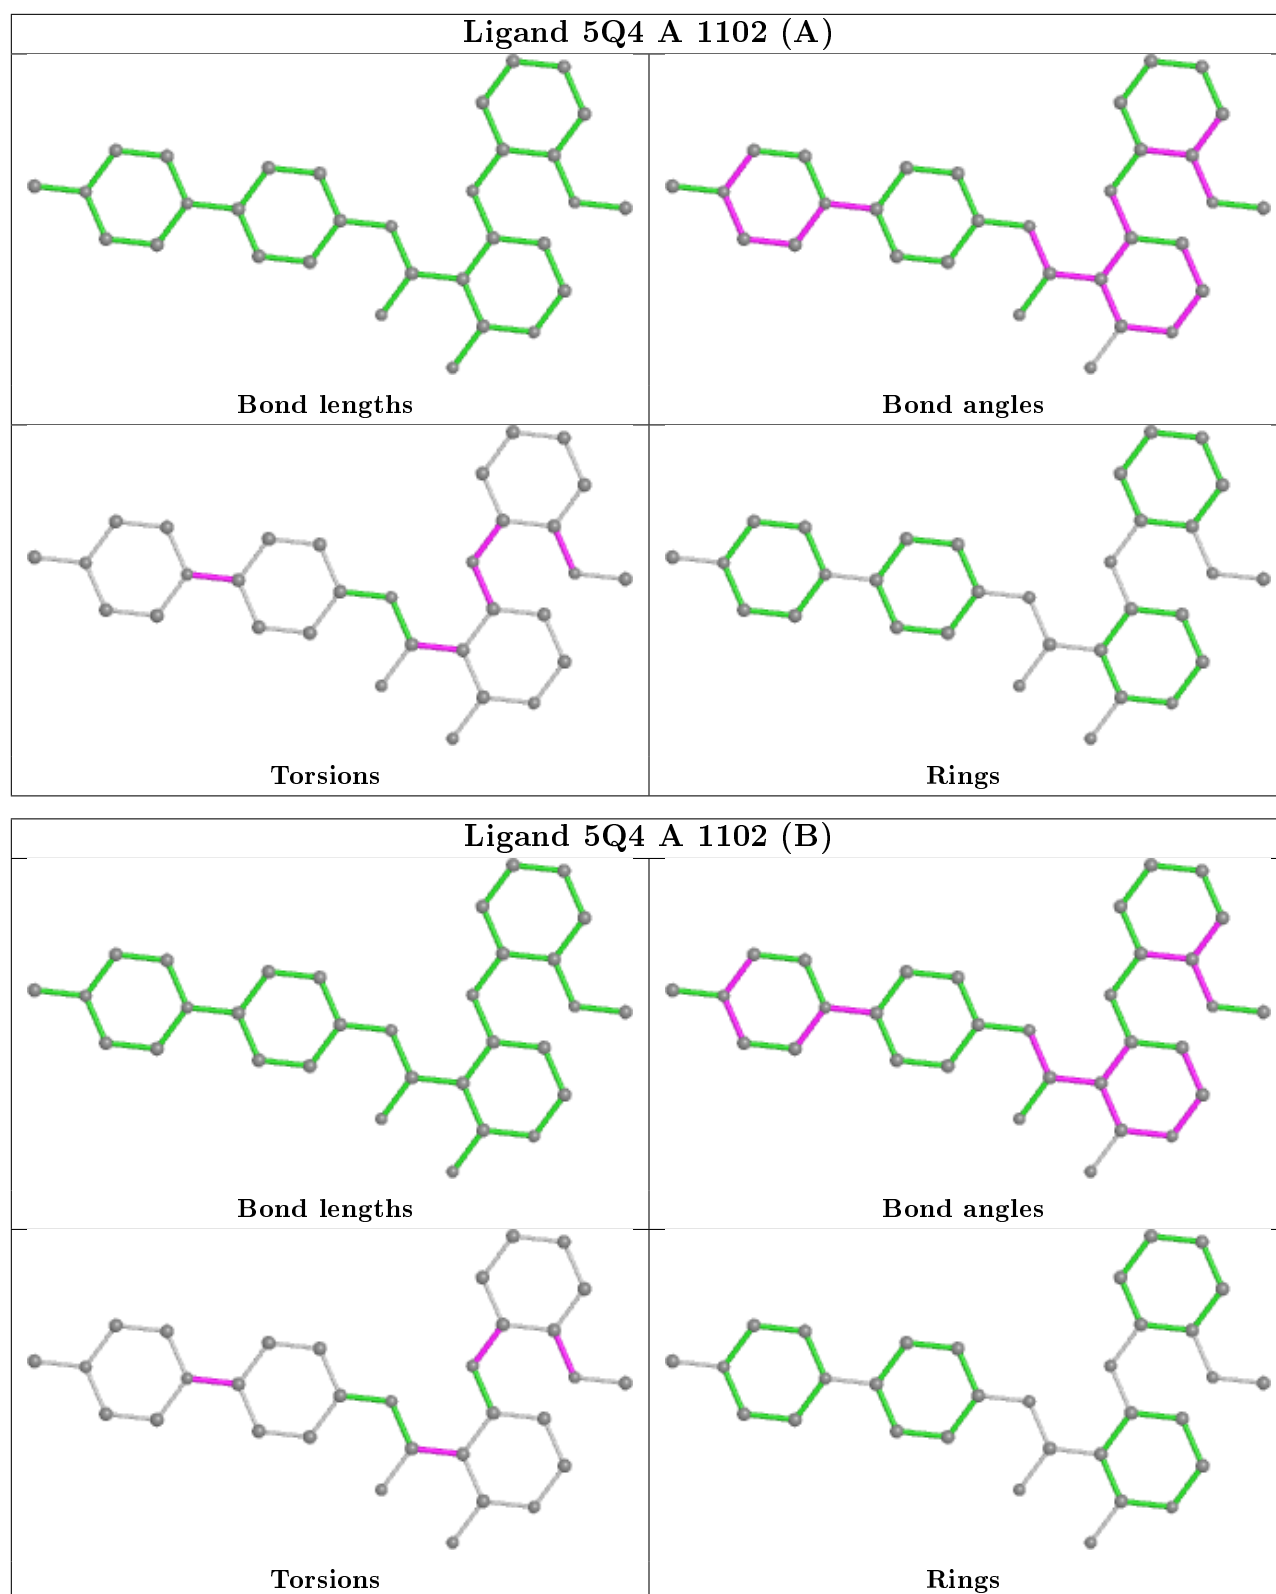 Ligand 5Q4 A 1102 (A)
Bond lengths
Bond angles
Torsions
Rings
Ligand 5Q4 A 1102 (B)
Bond lengths
Bond angles
Torsions
Rings